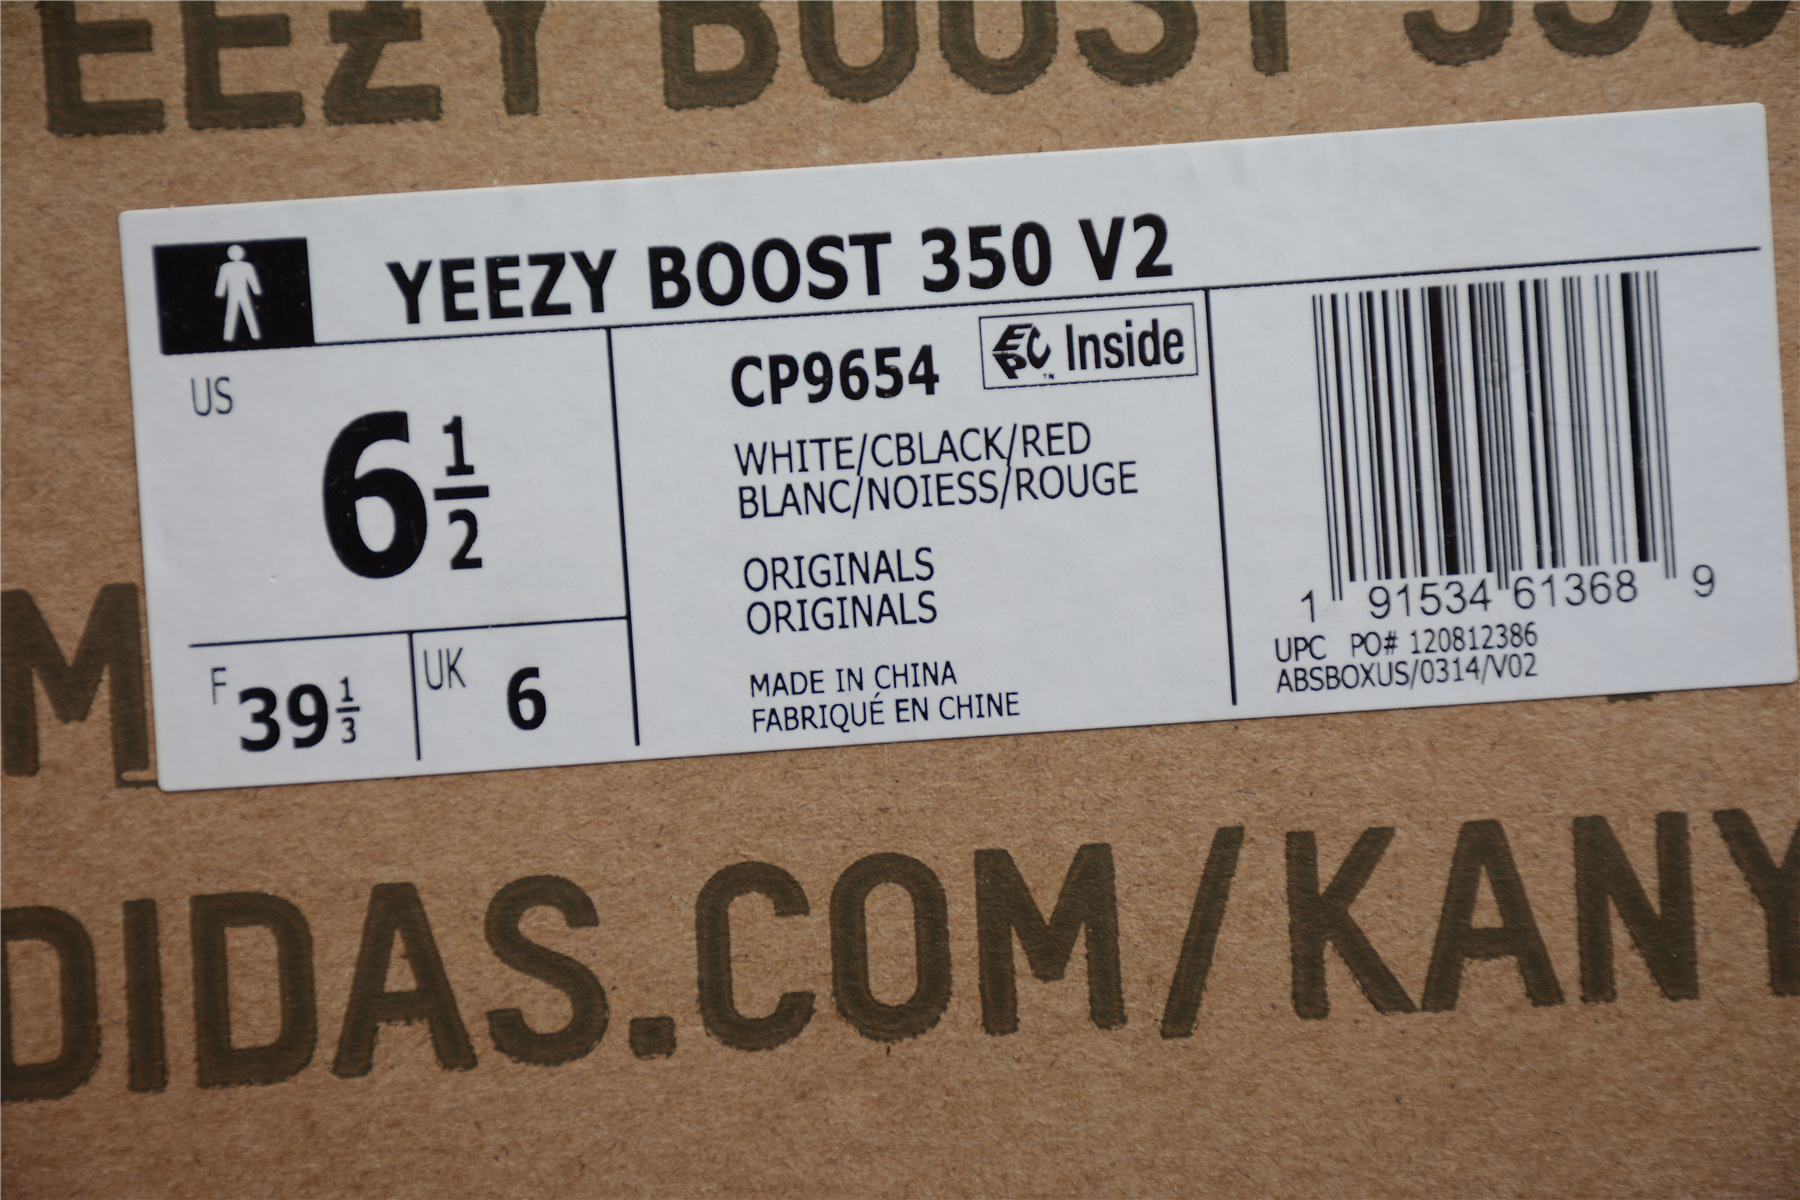 EEZY BOOST 350
YEEZY BOOST 350 V2
US
6 1/2
F 39 1/3
UK 6
CP9654
EPC™ Inside
WHITE/CBLACK/RED
BLANC/NOIESS/ROUGE
ORIGINALS
ORIGINALS
MADE IN CHINA
FABRIQUÉ EN CHINE
1 91534 61368 9
UPC PO# 120812386
ABSBOXUS/0314/V02
M
DIDAS.COM/KANY